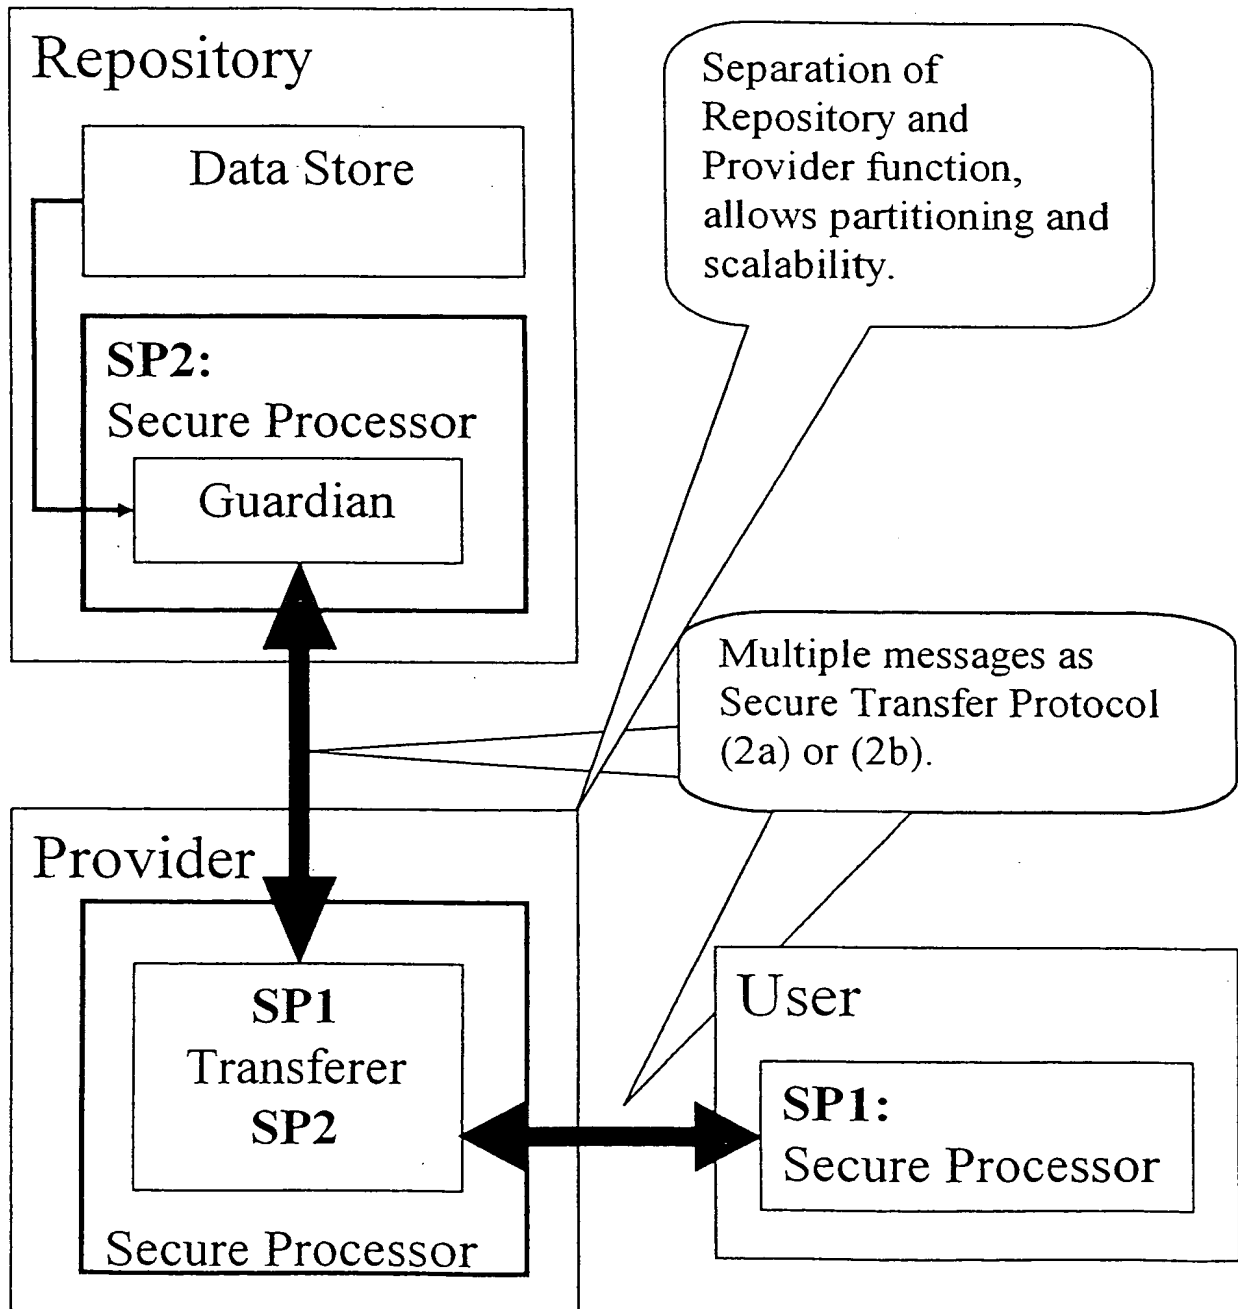 Repository
Data Store
SP2:
Secure Processor
Guardian
Separation of
Repository and
Provider function,
allows partitioning and
scalability.
Multiple messages as
Secure Transfer Protocol
(2a) or (2b).
Provider
SP1
Transferer
SP2
Secure Processor
User
SP1:
Secure Processor